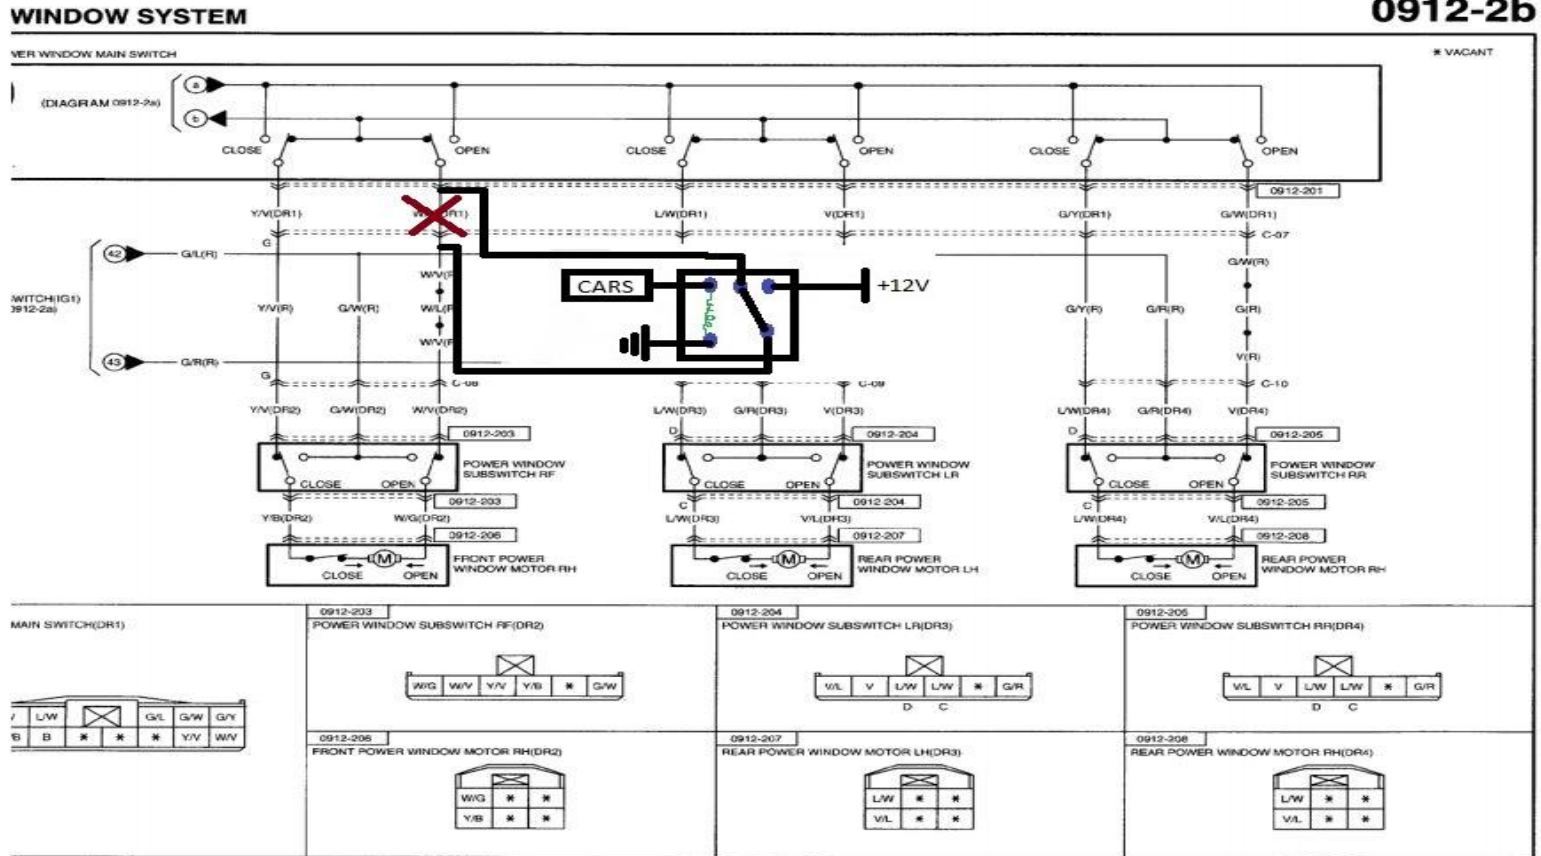 WINDOW SYSTEM
0912-2b
WER WINDOW MAIN SWITCH
* VACANT
(DIAGRAM 0912-2a)
a
b
CLOSE OPEN CLOSE OPEN CLOSE OPEN
0912-201
Y/V(DR1) L/W(DR1) V(DR1) G/Y(DR1) G/W(DR1)
G C-07
42 G/L(R) G/W(R)
W/V(R
CARS +12V
WITCH(IG1)
0912-2a)
Y/V(R) G/W(R) W/L(R G/Y(R) G/R(R) G(R)
W/V(R V(R)
43 G/R(R)
G C-08 C-09 C-10
Y/V(DR2) G/W(DR2) W/V(DR2) L/W(DR3) G/R(DR3) V(DR3) L/W(DR4) G/R(DR4) V(DR4)
0912-203 D 0912-204 D 0912-205
POWER WINDOW SUBSWITCH RF
POWER WINDOW SUBSWITCH LR
POWER WINDOW SUBSWITCH RR
CLOSE OPEN CLOSE OPEN CLOSE OPEN
0912-203 C 0912-204 C 0912-205
Y/B(DR2) W/G(DR2) L/W(DR3) V/L(DR3) L/W(DR4) V/L(DR4)
0912-206 0912-207 0912-208
M M M
FRONT POWER WINDOW MOTOR RH
REAR POWER WINDOW MOTOR LH
REAR POWER WINDOW MOTOR RH
CLOSE OPEN CLOSE OPEN CLOSE OPEN
MAIN SWITCH(DR1)
L/W G/L G/W G/Y
B * * * Y/V W/V
0912-203
POWER WINDOW SUBSWITCH RF(DR2)
W/G W/V Y/V Y/B * G/W
0912-204
POWER WINDOW SUBSWITCH LR(DR3)
V/L V L/W L/W * G/R
D C
0912-205
POWER WINDOW SUBSWITCH RR(DR4)
V/L V L/W L/W * G/R
D C
0912-206
FRONT POWER WINDOW MOTOR RH(DR2)
W/G * *
Y/B * *
0912-207
REAR POWER WINDOW MOTOR LH(DR3)
L/W * *
V/L * *
0912-208
REAR POWER WINDOW MOTOR RH(DR4)
L/W * *
V/L * *